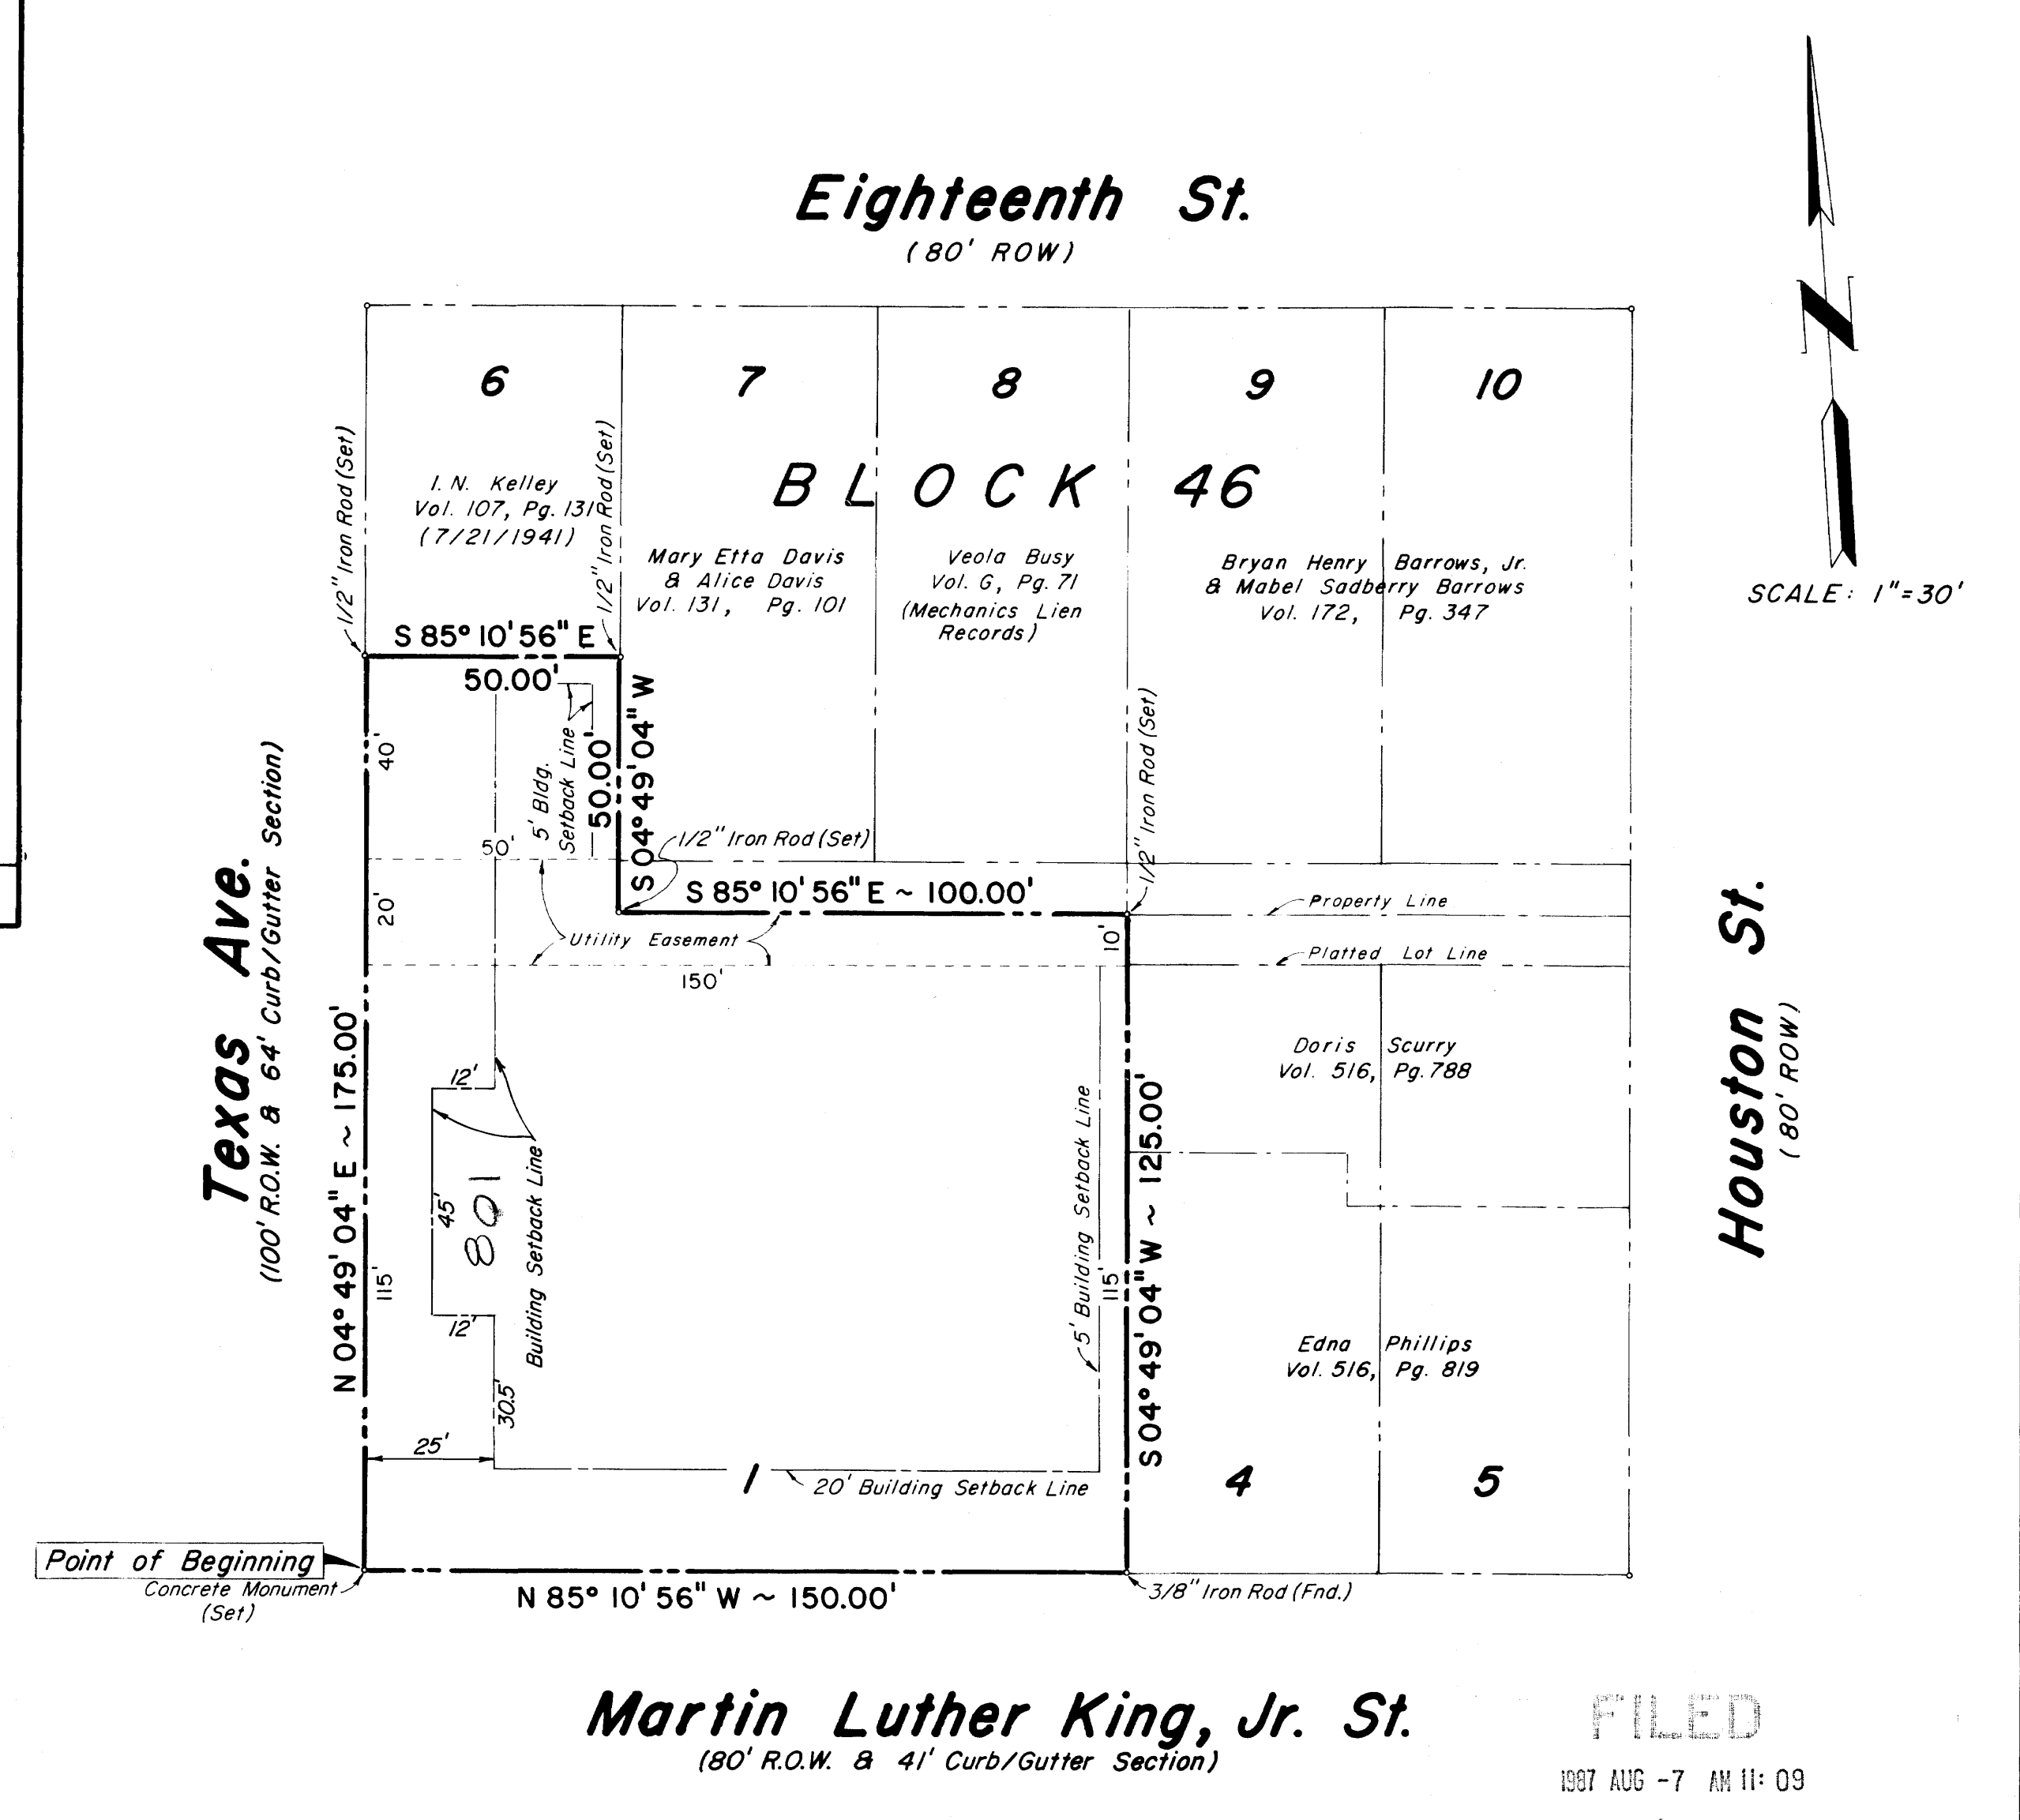 Eighteenth St.
(80' ROW)
6
7
8
9
10
BLOCK 46
1/2" Iron Rod (Set)
I. N. Kelley
Vol. 107, Pg. 131
(7/21/1941)
1/2" Iron Rod (Set)
Mary Etta Davis
& Alice Davis
Vol. 131, Pg. 101
Veola Busy
Vol. G, Pg. 71
(Mechanics Lien
Records)
Bryan Henry Barrows, Jr.
& Mabel Sadberry Barrows
Vol. 172, Pg. 347
N
SCALE: 1"=30'
S 85° 10' 56" E
50.00'
40'
50'
5' Bldg.
Setback Line
50.00'
S 04° 49' 04" W
1/2" Iron Rod (Set)
1/2" Iron Rod (Set)
S 85° 10' 56" E ~ 100.00'
Property Line
20'
Utility Easement
10'
Platted Lot Line
150'
Texas Ave.
(100' R.O.W. & 64' Curb/Gutter Section)
N 04° 49' 04" E ~ 175.00'
12'
45'
801
Building Setback Line
115'
12'
30.5'
25'
5' Building Setback Line
115'
S 04° 49' 04" W ~ 125.00'
Doris Scurry
Vol. 516, Pg. 788
Edna Phillips
Vol. 516, Pg. 819
Houston St.
(80' ROW)
1
20' Building Setback Line
4
5
Point of Beginning
Concrete Monument
(Set)
N 85° 10' 56" W ~ 150.00'
3/8" Iron Rod (Fnd.)
Martin Luther King, Jr. St.
(80' R.O.W. & 41' Curb/Gutter Section)
FILED
1987 AUG -7 AM 11:09